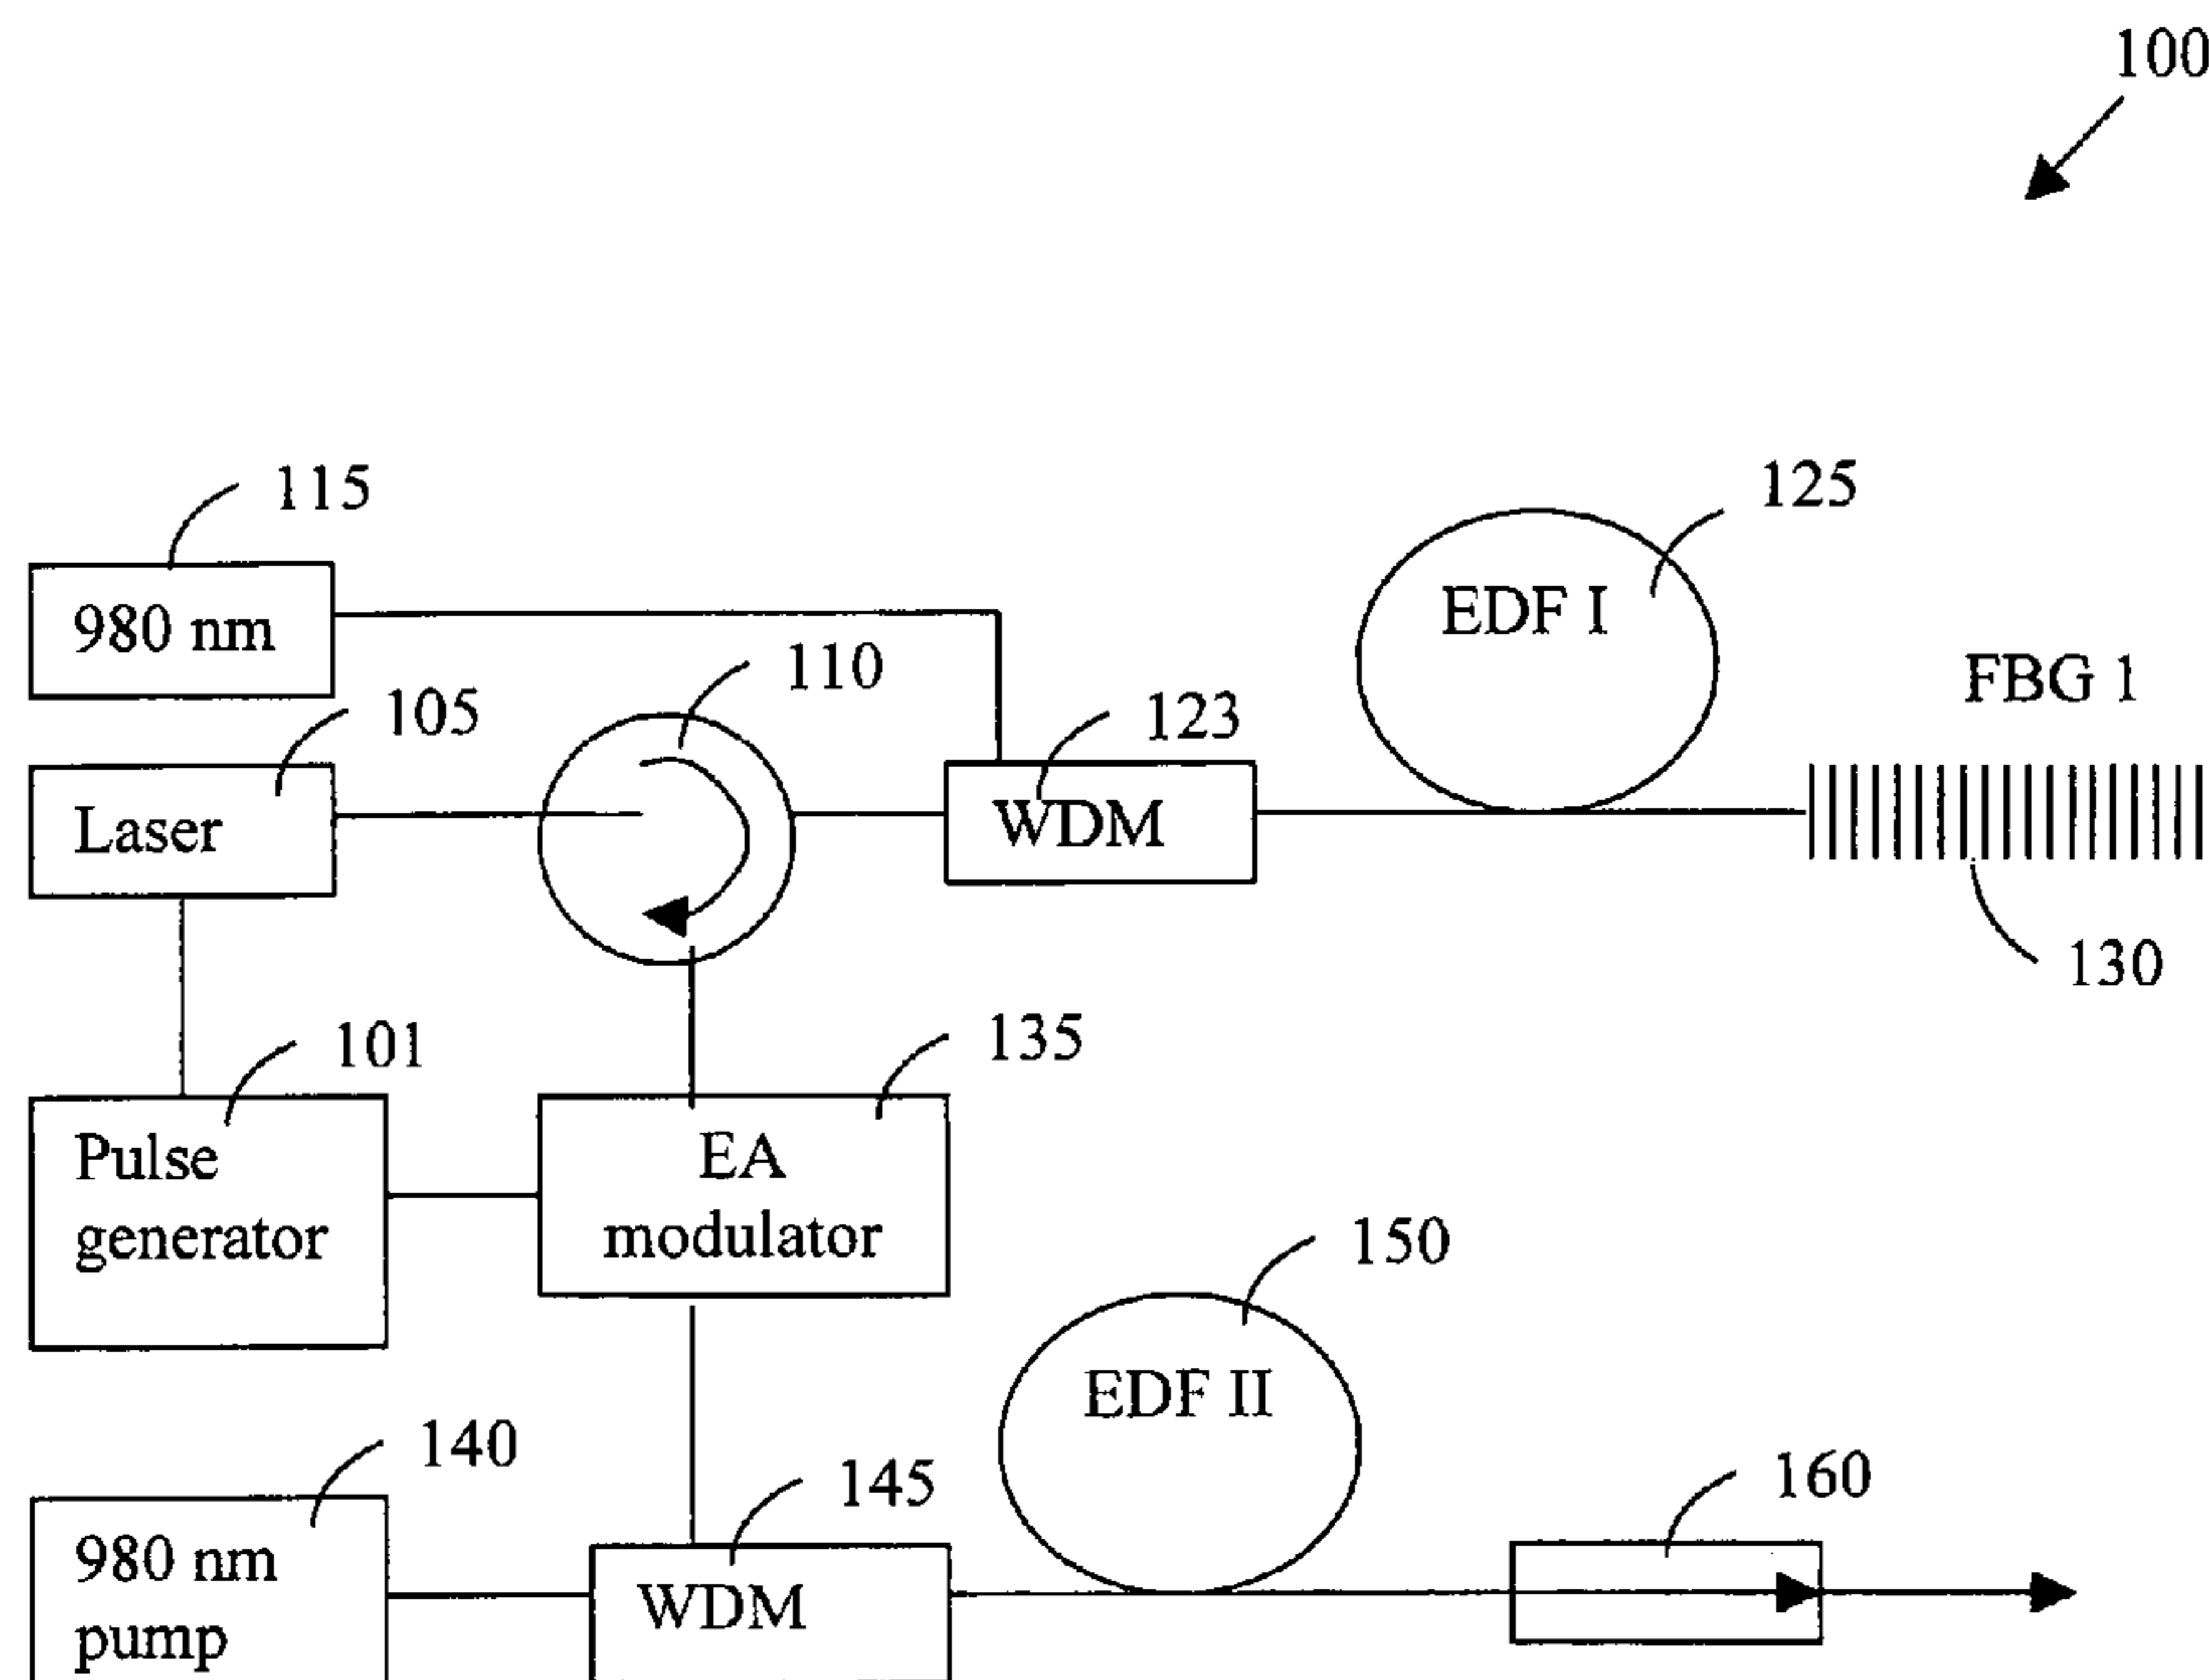 100
115
125
980 nm
EDF I
110
FBG 1
105
123
Laser
WDM
130
101
135
Pulse
generator
EA
modulator
150
EDF II
140
145
160
980 nm
pump
WDM